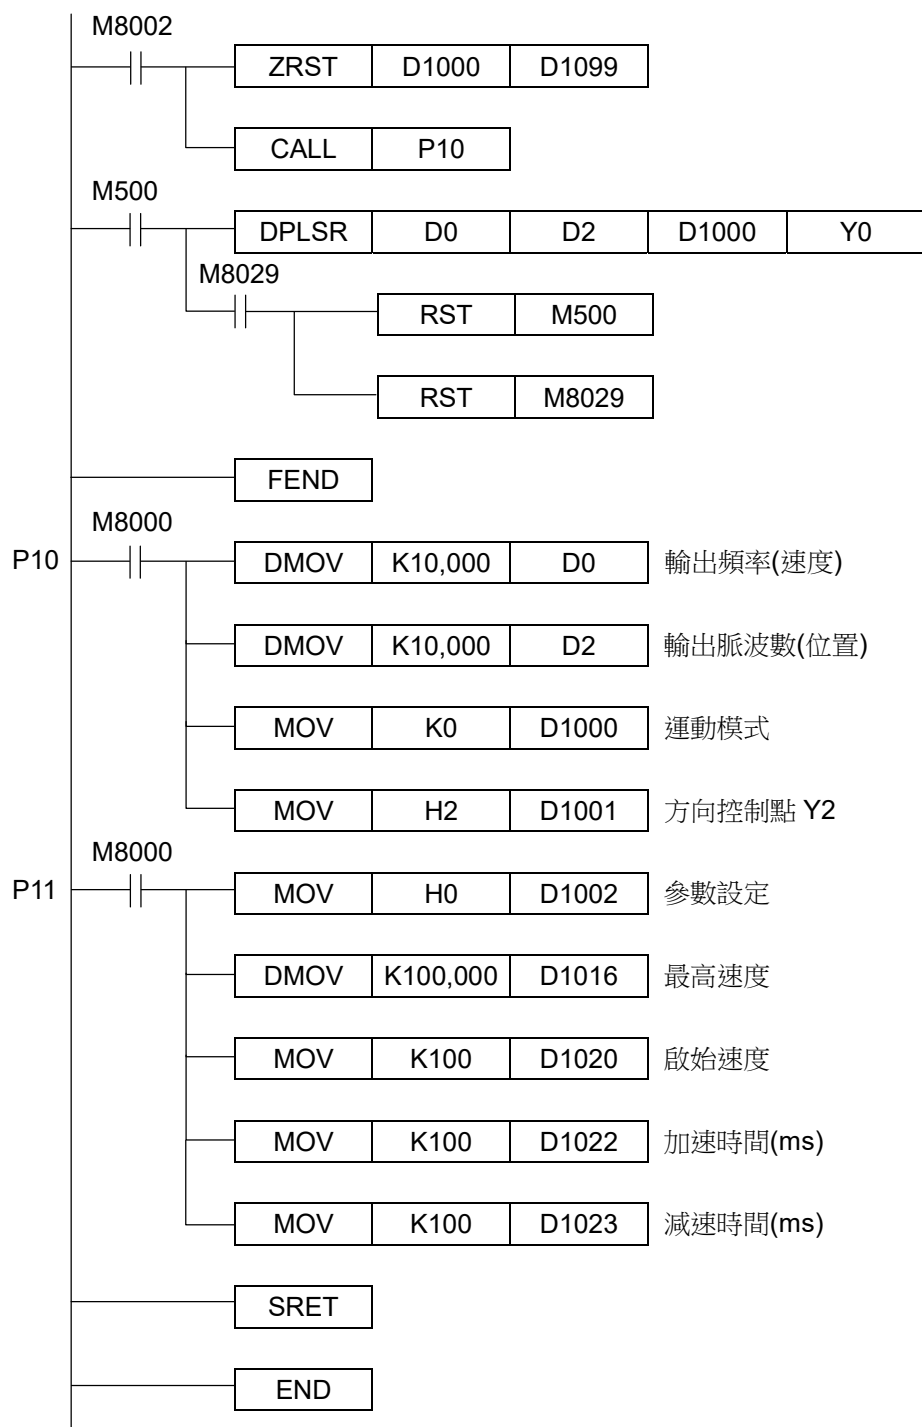 M8002
ZRST D1000 D1099
CALL P10
M500
DPLSR D0 D2 D1000 Y0
M8029
RST M500
RST M8029
FEND
M8000
P10 DMOV K10,000 D0 輸出頻率(速度)
DMOV K10,000 D2 輸出脈波數(位置)
MOV K0 D1000 運動模式
MOV H2 D1001 方向控制點 Y2
M8000
P11 MOV H0 D1002 參數設定
DMOV K100,000 D1016 最高速度
MOV K100 D1020 啟始速度
MOV K100 D1022 加速時間(ms)
MOV K100 D1023 減速時間(ms)
SRET
END